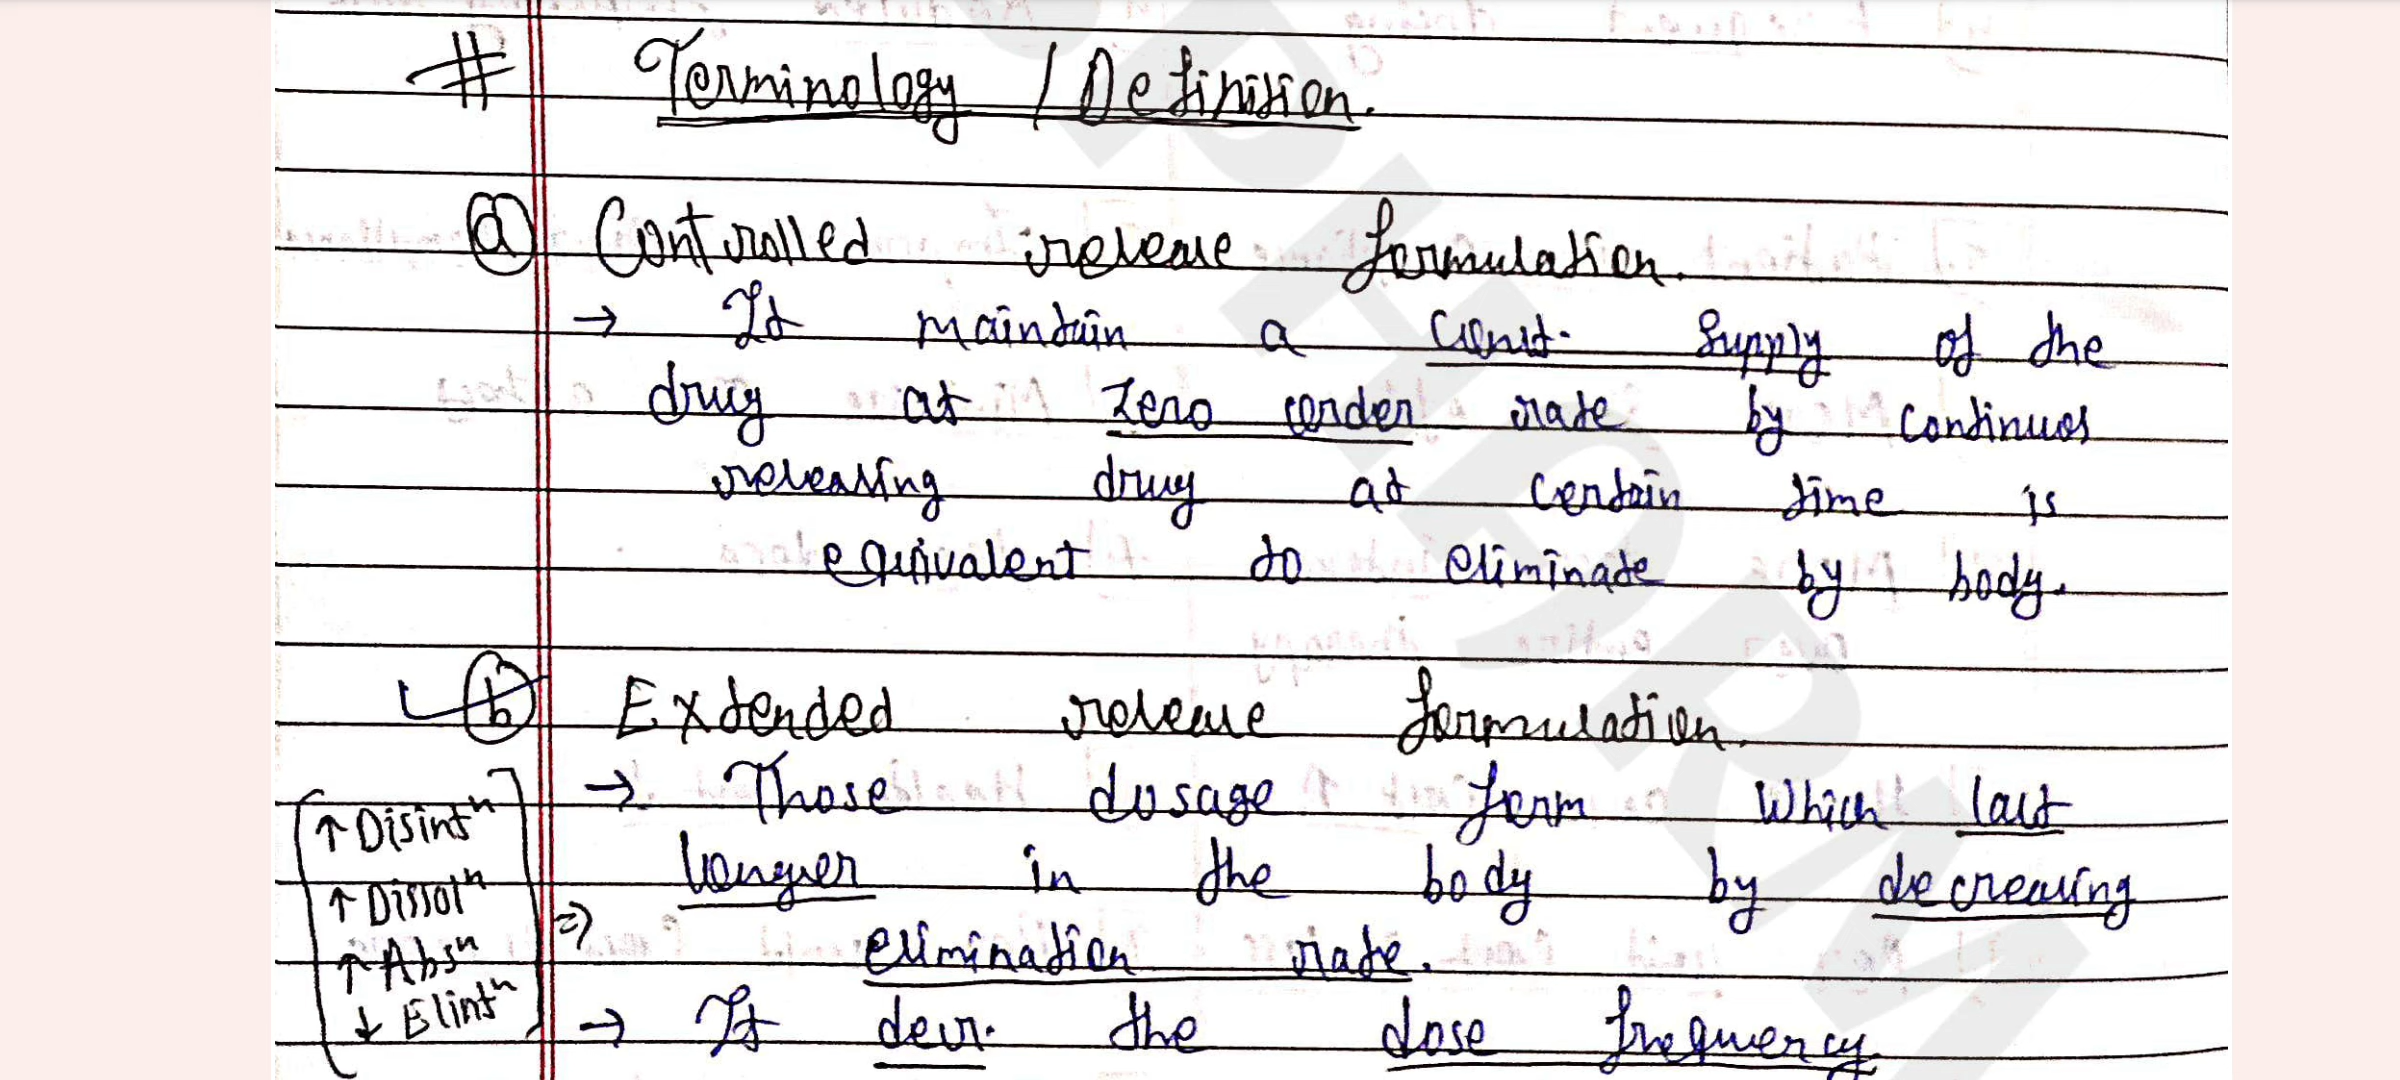 # Terminology / Definition.
(a) Controlled release formulation.
→ It maintain a const. supply of the
drug at zero order rate by continues
releasing drug at certain time is
equivalent to eliminate by body.
(b) Extended release formulation.
→ Those dosage form which last
longer in the body by decreasing
elimination rate.
→ It decr. the dose frequency
↑ Disintⁿ
↑ Dissolⁿ
↑ Absⁿ
↓ Elintⁿ
⇒